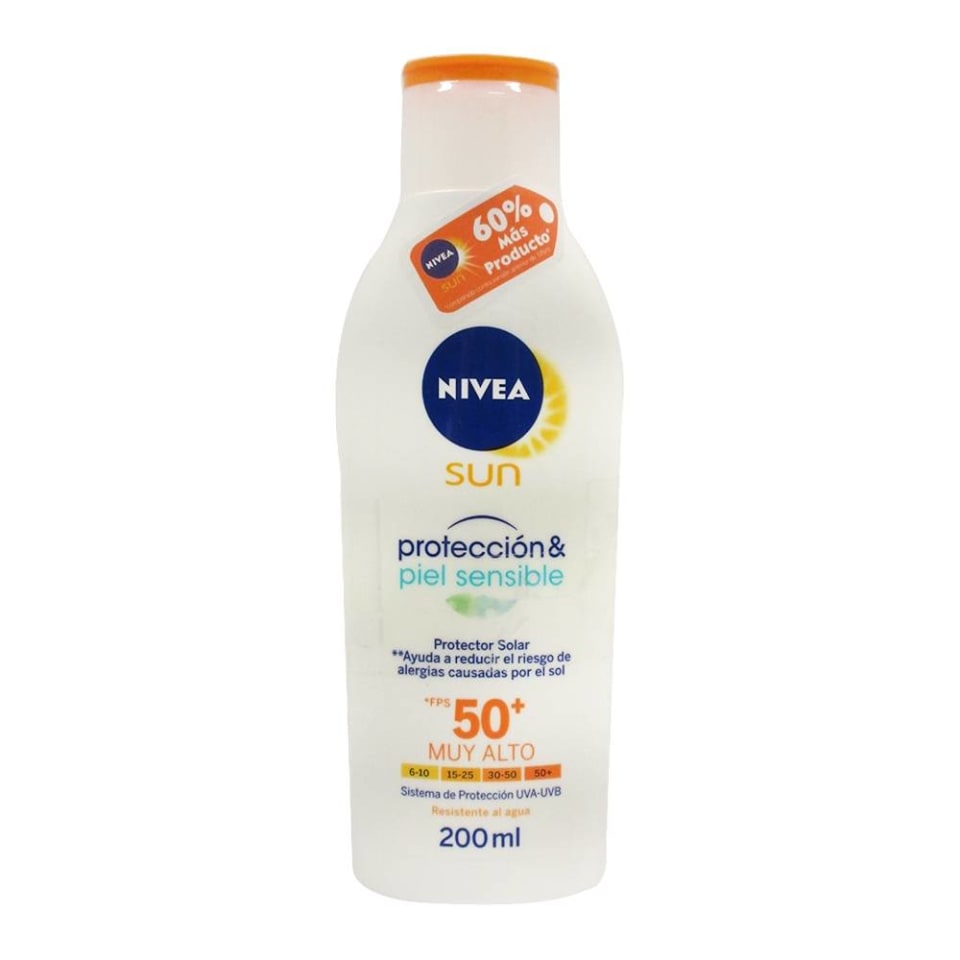 60%
Más
Producto*
NIVEA
SUN
NIVEA
SUN
protección&
piel sensible
Protector Solar
**Ayuda a reducir el riesgo de
alergias causadas por el sol
*FPS 50+
MUY ALTO
6-10 15-25 30-50 50+
Sistema de Protección UVA-UVB
Resistente al agua
200ml